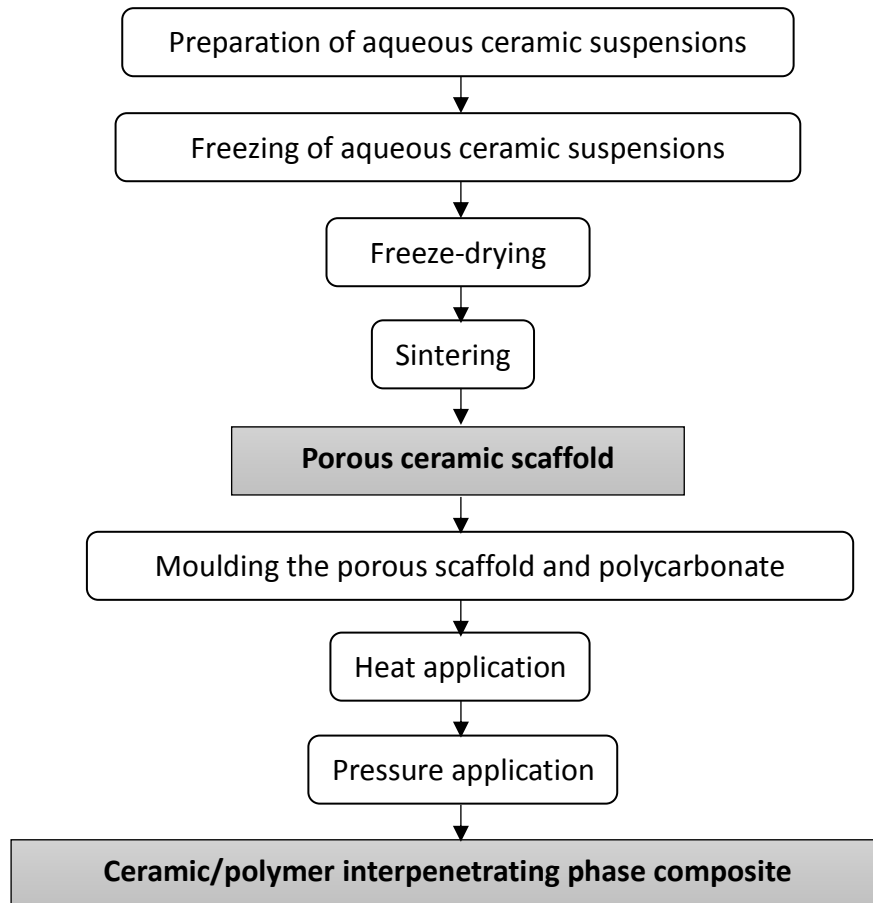 Preparation of aqueous ceramic suspensions
Freezing of aqueous ceramic suspensions
Freeze-drying
Sintering
Porous ceramic scaffold
Moulding the porous scaffold and polycarbonate
Heat application
Pressure application
Ceramic/polymer interpenetrating phase composite